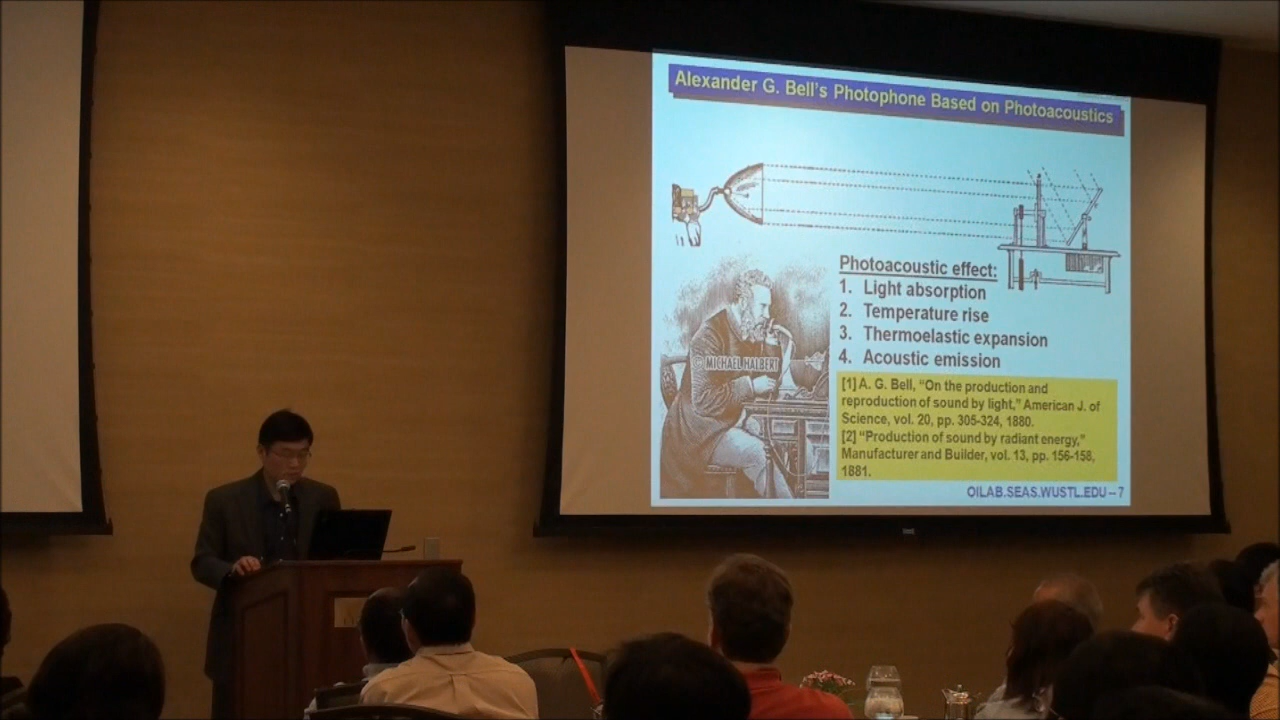 Alexander G. Bell's Photophone Based on Photoacoustics
Photoacoustic effect:
1. Light absorption
2. Temperature rise
3. Thermoelastic expansion
4. Acoustic emission
© MICHAEL HALBERT
[1] A. G. Bell, “On the production and
reproduction of sound by light,” American J. of
Science, vol. 20, pp. 305-324, 1880.
[2] “Production of sound by radiant energy,”
Manufacturer and Builder, vol. 13, pp. 156-158,
1881.
OILAB.SEAS.WUSTL.EDU – 7